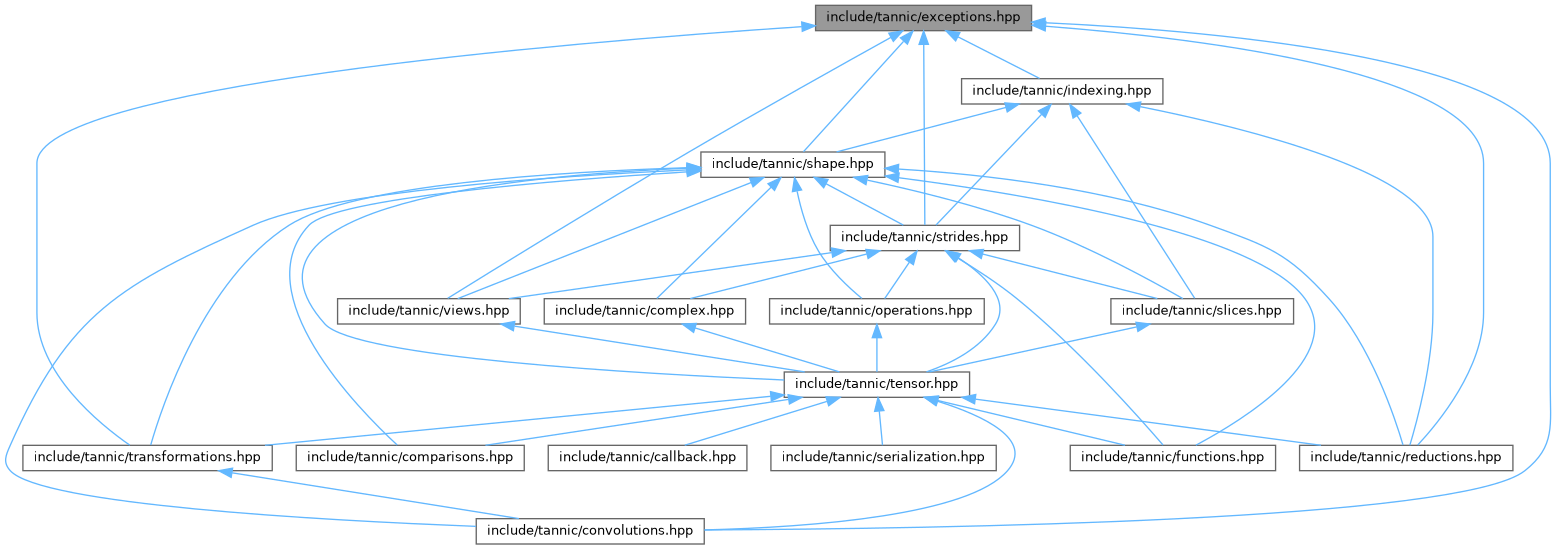 include/tannic/exceptions.hpp
include/tannic/indexing.hpp
include/tannic/shape.hpp
include/tannic/strides.hpp
include/tannic/views.hpp
include/tannic/complex.hpp
include/tannic/operations.hpp
include/tannic/slices.hpp
include/tannic/tensor.hpp
include/tannic/transformations.hpp
include/tannic/comparisons.hpp
include/tannic/callback.hpp
include/tannic/serialization.hpp
include/tannic/functions.hpp
include/tannic/reductions.hpp
include/tannic/convolutions.hpp